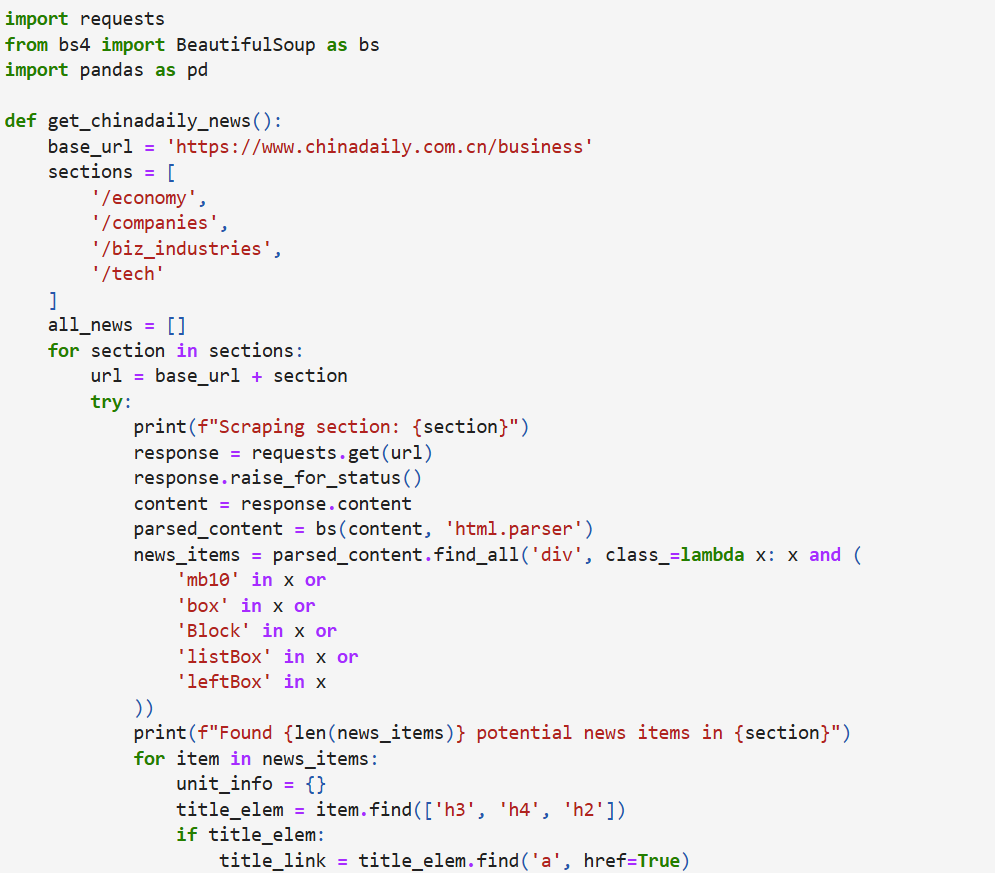 import requests
from bs4 import BeautifulSoup as bs
import pandas as pd

def get_chinadaily_news():
    base_url = 'https://www.chinadaily.com.cn/business'
    sections = [
        '/economy',
        '/companies',
        '/biz_industries',
        '/tech'
    ]
    all_news = []
    for section in sections:
        url = base_url + section
        try:
            print(f"Scraping section: {section}")
            response = requests.get(url)
            response.raise_for_status()
            content = response.content
            parsed_content = bs(content, 'html.parser')
            news_items = parsed_content.find_all('div', class_=lambda x: x and (
                'mb10' in x or
                'box' in x or
                'Block' in x or
                'listBox' in x or
                'leftBox' in x
            ))
            print(f"Found {len(news_items)} potential news items in {section}")
            for item in news_items:
                unit_info = {}
                title_elem = item.find(['h3', 'h4', 'h2'])
                if title_elem:
                    title_link = title_elem.find('a', href=True)